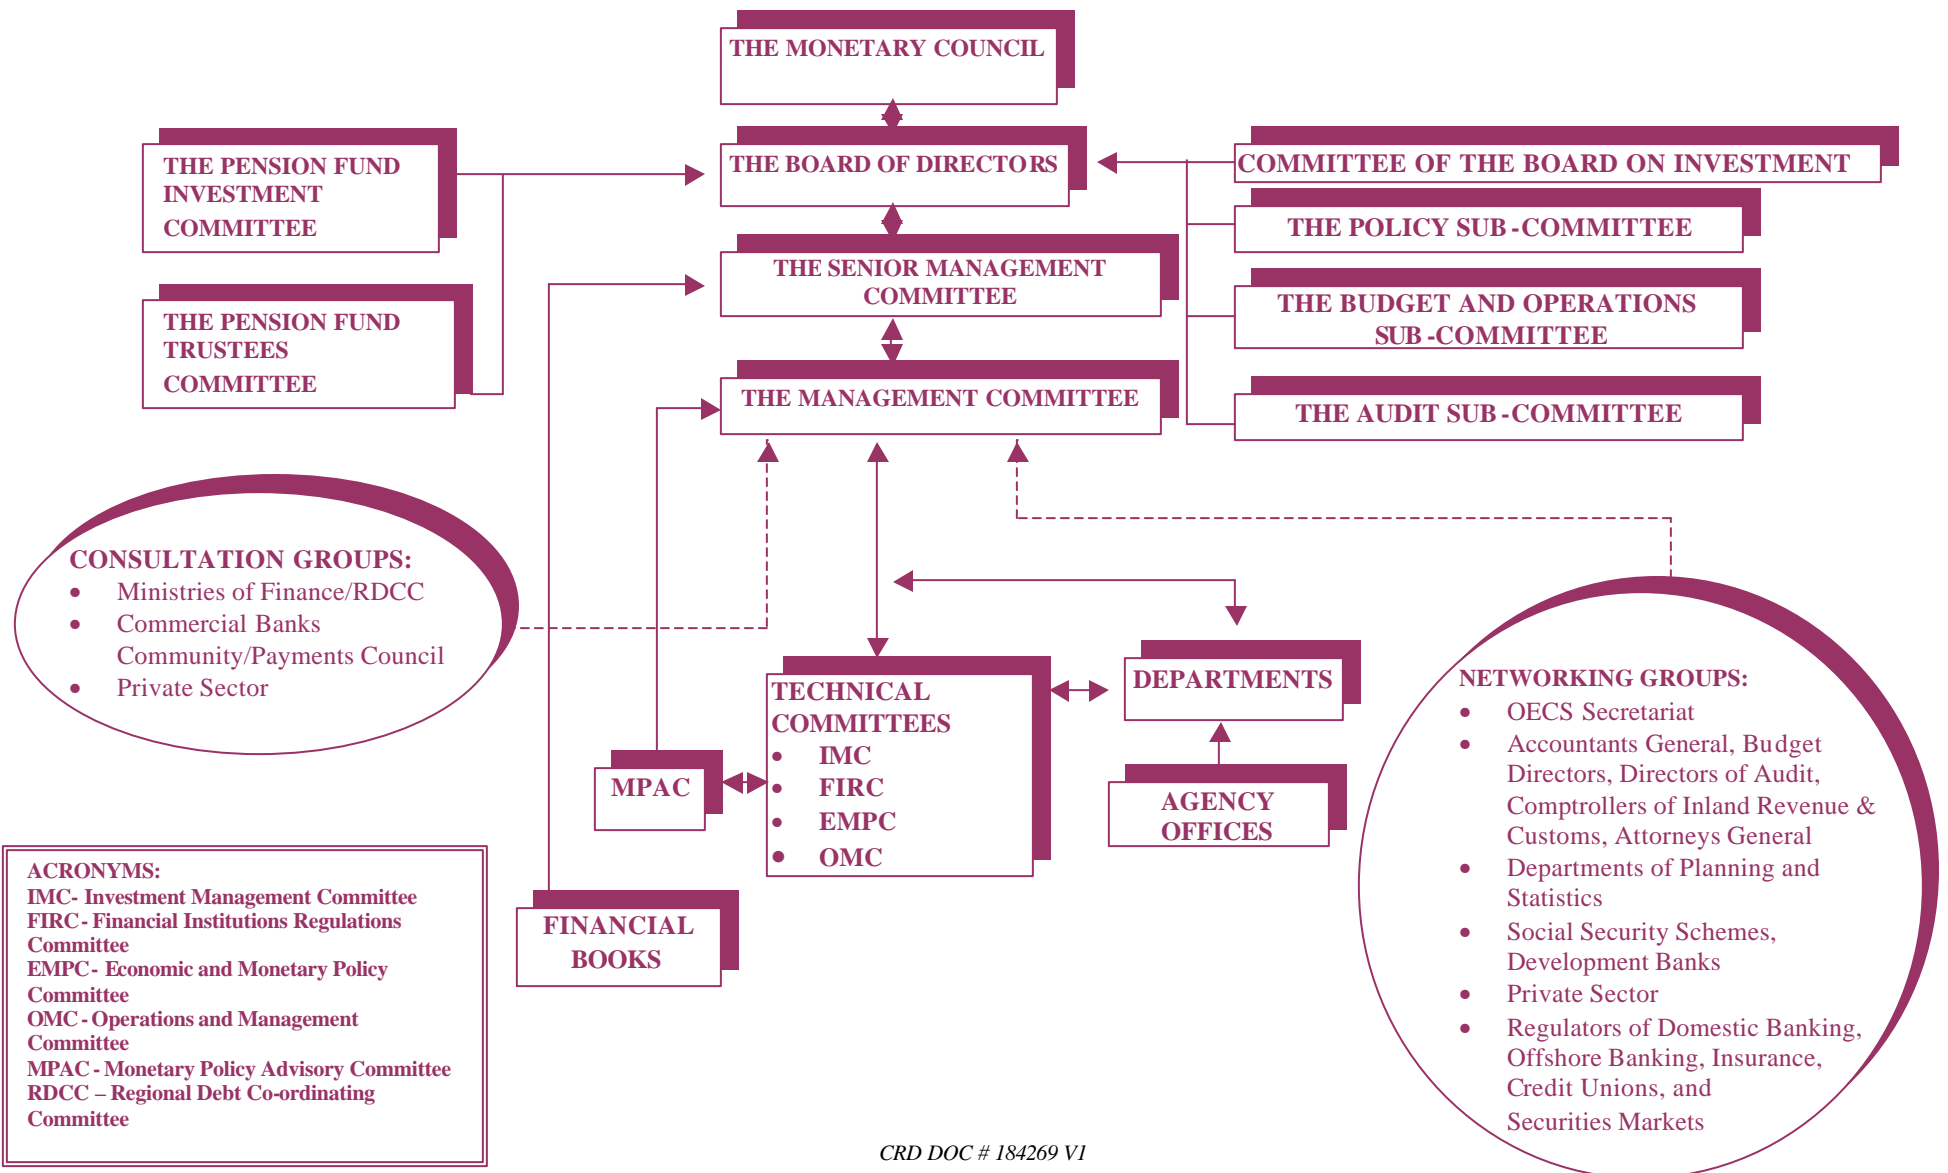 THE MONETARY COUNCIL
THE PENSION FUND
INVESTMENT
COMMITTEE
THE BOARD OF DIRECTORS
COMMITTEE OF THE BOARD ON INVESTMENT
THE POLICY SUB-COMMITTEE
THE SENIOR MANAGEMENT
COMMITTEE
THE PENSION FUND
TRUSTEES
COMMITTEE
THE BUDGET AND OPERATIONS
SUB-COMMITTEE
THE MANAGEMENT COMMITTEE
THE AUDIT SUB-COMMITTEE
CONSULTATION GROUPS:
• Ministries of Finance/RDCC
• Commercial Banks
Community/Payments Council
• Private Sector
TECHNICAL
COMMITTEES
• IMC
• FIRC
• EMPC
• OMC
DEPARTMENTS
MPAC
AGENCY
OFFICES
FINANCIAL
BOOKS
NETWORKING GROUPS:
• OECS Secretariat
• Accountants General, Budget
Directors, Directors of Audit,
Comptrollers of Inland Revenue &
Customs, Attorneys General
• Departments of Planning and
Statistics
• Social Security Schemes,
Development Banks
• Private Sector
• Regulators of Domestic Banking,
Offshore Banking, Insurance,
Credit Unions, and
Securities Markets
ACRONYMS:
IMC- Investment Management Committee
FIRC- Financial Institutions Regulations
Committee
EMPC- Economic and Monetary Policy
Committee
OMC- Operations and Management
Committee
MPAC- Monetary Policy Advisory Committee
RDCC – Regional Debt Co-ordinating
Committee
CRD DOC # 184269 V1